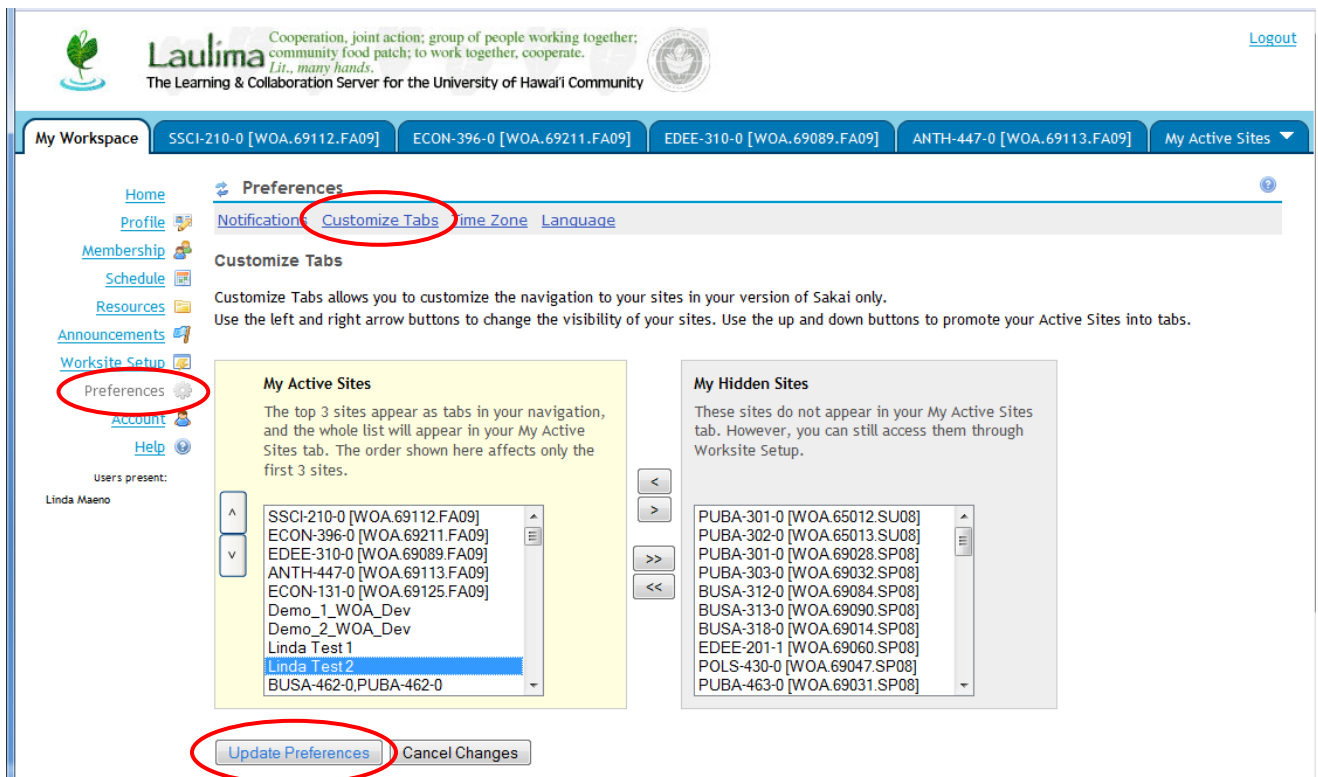 Laulima
Cooperation, joint action; group of people working together;
community food patch; to work together, cooperate.
Lit., many hands.
The Learning & Collaboration Server for the University of Hawai'i Community
Logout
My Workspace
SSCI-210-0 [WOA.69112.FA09]
ECON-396-0 [WOA.69211.FA09]
EDEE-310-0 [WOA.69089.FA09]
ANTH-447-0 [WOA.69113.FA09]
My Active Sites
Home
Profile
Membership
Schedule
Resources
Announcements
Worksite Setup
Preferences
Account
Help
Users present:
Linda Maeno
Preferences
Notifications Customize Tabs Time Zone Language
Customize Tabs
Customize Tabs allows you to customize the navigation to your sites in your version of Sakai only.
Use the left and right arrow buttons to change the visibility of your sites. Use the up and down buttons to promote your Active Sites into tabs.
My Active Sites
The top 3 sites appear as tabs in your navigation,
and the whole list will appear in your My Active
Sites tab. The order shown here affects only the
first 3 sites.
^
v
SSCI-210-0 [WOA.69112.FA09]
ECON-396-0 [WOA.69211.FA09]
EDEE-310-0 [WOA.69089.FA09]
ANTH-447-0 [WOA.69113.FA09]
ECON-131-0 [WOA.69125.FA09]
Demo_1_WOA_Dev
Demo_2_WOA_Dev
Linda Test 1
Linda Test 2
BUSA-462-0,PUBA-462-0
<
>
>>
<<
My Hidden Sites
These sites do not appear in your My Active Sites
tab. However, you can still access them through
Worksite Setup.
PUBA-301-0 [WOA.65012.SU08]
PUBA-302-0 [WOA.65013.SU08]
PUBA-301-0 [WOA.69028.SP08]
PUBA-303-0 [WOA.69032.SP08]
BUSA-312-0 [WOA.69084.SP08]
BUSA-313-0 [WOA.69090.SP08]
BUSA-318-0 [WOA.69014.SP08]
EDEE-201-1 [WOA.69060.SP08]
POLS-430-0 [WOA.69047.SP08]
PUBA-463-0 [WOA.69031.SP08]
Update Preferences
Cancel Changes